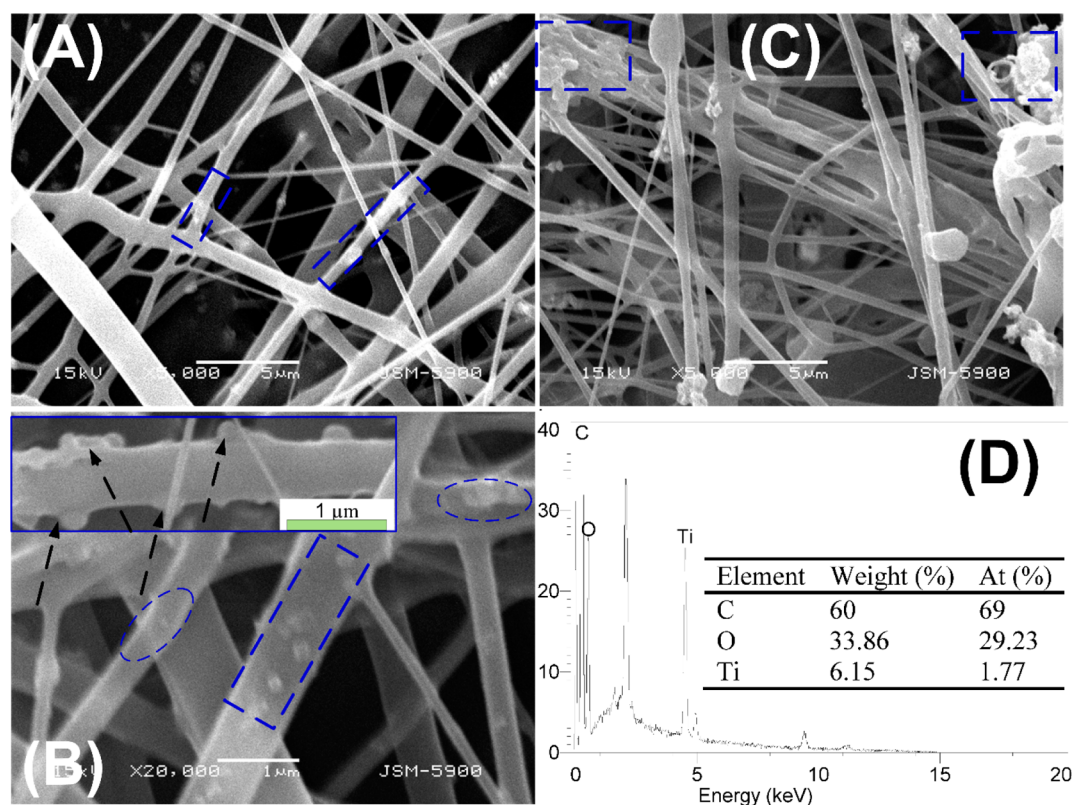 (A)
15kV X5,000 5µm JSM-5900
(C)
15kV X5,000 5µm JSM-5900
1 µm
(B)
15kV X20,000 1µm JSM-5900
(D)
40
30
20
10
0
C
O
Ti
Element Weight (%) At (%)
C 60 69
O 33.86 29.23
Ti 6.15 1.77
0 5 10 15 20
Energy (keV)